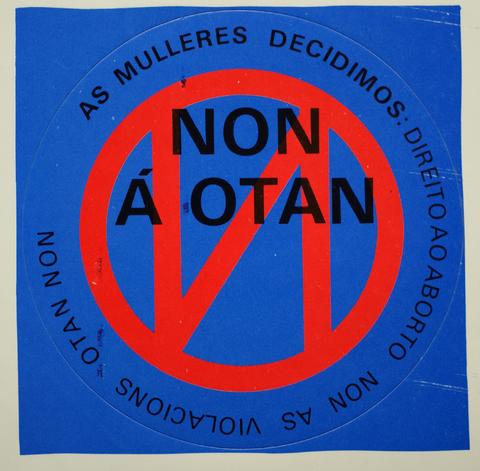 AS MULLERES DECIDIMOS: DIREITO AO ABORTO NON AS VIOLACIONS OTAN NON
NON
Á OTAN